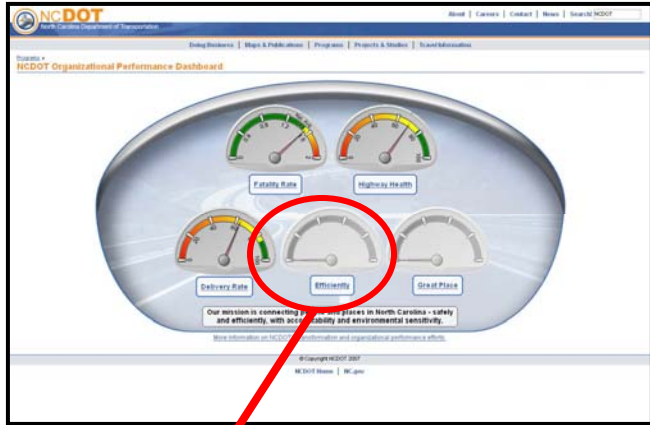 NCDOT
North Carolina Department of Transportation
About | Careers | Contact | News | Search NCDOT
Doing Business | Maps & Publications | Programs | Projects & Studies | Travel Information
Programs >
NCDOT Organizational Performance Dashboard
Fatality Rate
Highway Health
Delivery Rate
Efficiently
Great Place
Our mission is connecting and places in North Carolina - safely
and efficiently, with and environmental sensitivity.
More information on NCDOT and organizational performance efforts.
© Copyright NCDOT 2007
NCDOT Home | NC.gov